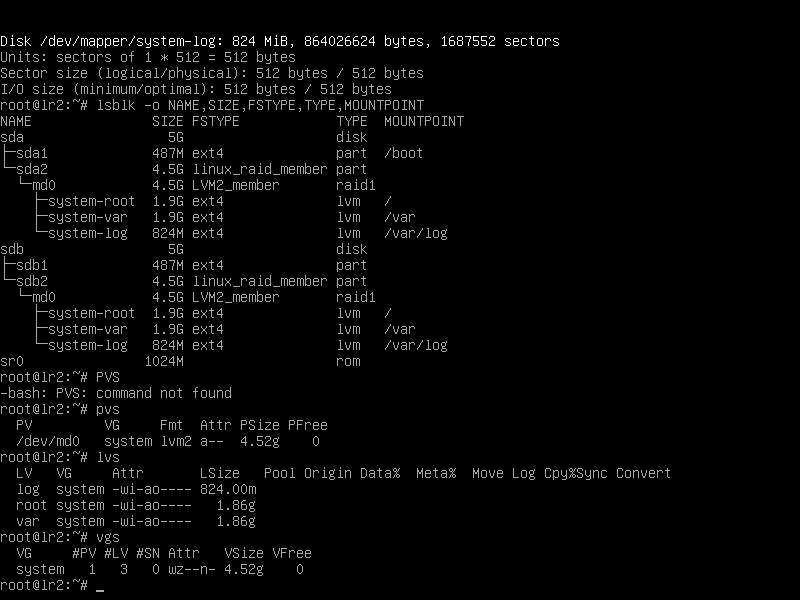 Disk /dev/mapper/system-log: 824 MiB, 864026624 bytes, 1687552 sectors
Units: sectors of 1 * 512 = 512 bytes
Sector size (logical/physical): 512 bytes / 512 bytes
I/O size (minimum/optimal): 512 bytes / 512 bytes
root@lr2:~# lsblk -o NAME,SIZE,FSTYPE,TYPE,MOUNTPOINT
NAME                SIZE FSTYPE            TYPE  MOUNTPOINT
sda                   5G                   disk
├─sda1              487M ext4              part  /boot
└─sda2              4.5G linux_raid_member part
  └─md0             4.5G LVM2_member       raid1
    ├─system-root   1.9G ext4              lvm   /
    ├─system-var    1.9G ext4              lvm   /var
    └─system-log    824M ext4              lvm   /var/log
sdb                   5G                   disk
├─sdb1              487M ext4              part
└─sdb2              4.5G linux_raid_member part
  └─md0             4.5G LVM2_member       raid1
    ├─system-root   1.9G ext4              lvm   /
    ├─system-var    1.9G ext4              lvm   /var
    └─system-log    824M ext4              lvm   /var/log
sr0                1024M                   rom
root@lr2:~# PVS
-bash: PVS: command not found
root@lr2:~# pvs
  PV         VG     Fmt  Attr PSize PFree
  /dev/md0   system lvm2 a--  4.52g    0
root@lr2:~# lvs
  LV   VG     Attr       LSize   Pool Origin Data%  Meta%  Move Log Cpy%Sync Convert
  log  system -wi-ao---- 824.00m
  root system -wi-ao----   1.86g
  var  system -wi-ao----   1.86g
root@lr2:~# vgs
  VG     #PV #LV #SN Attr   VSize VFree
  system   1   3   0 wz--n- 4.52g    0
root@lr2:~# _